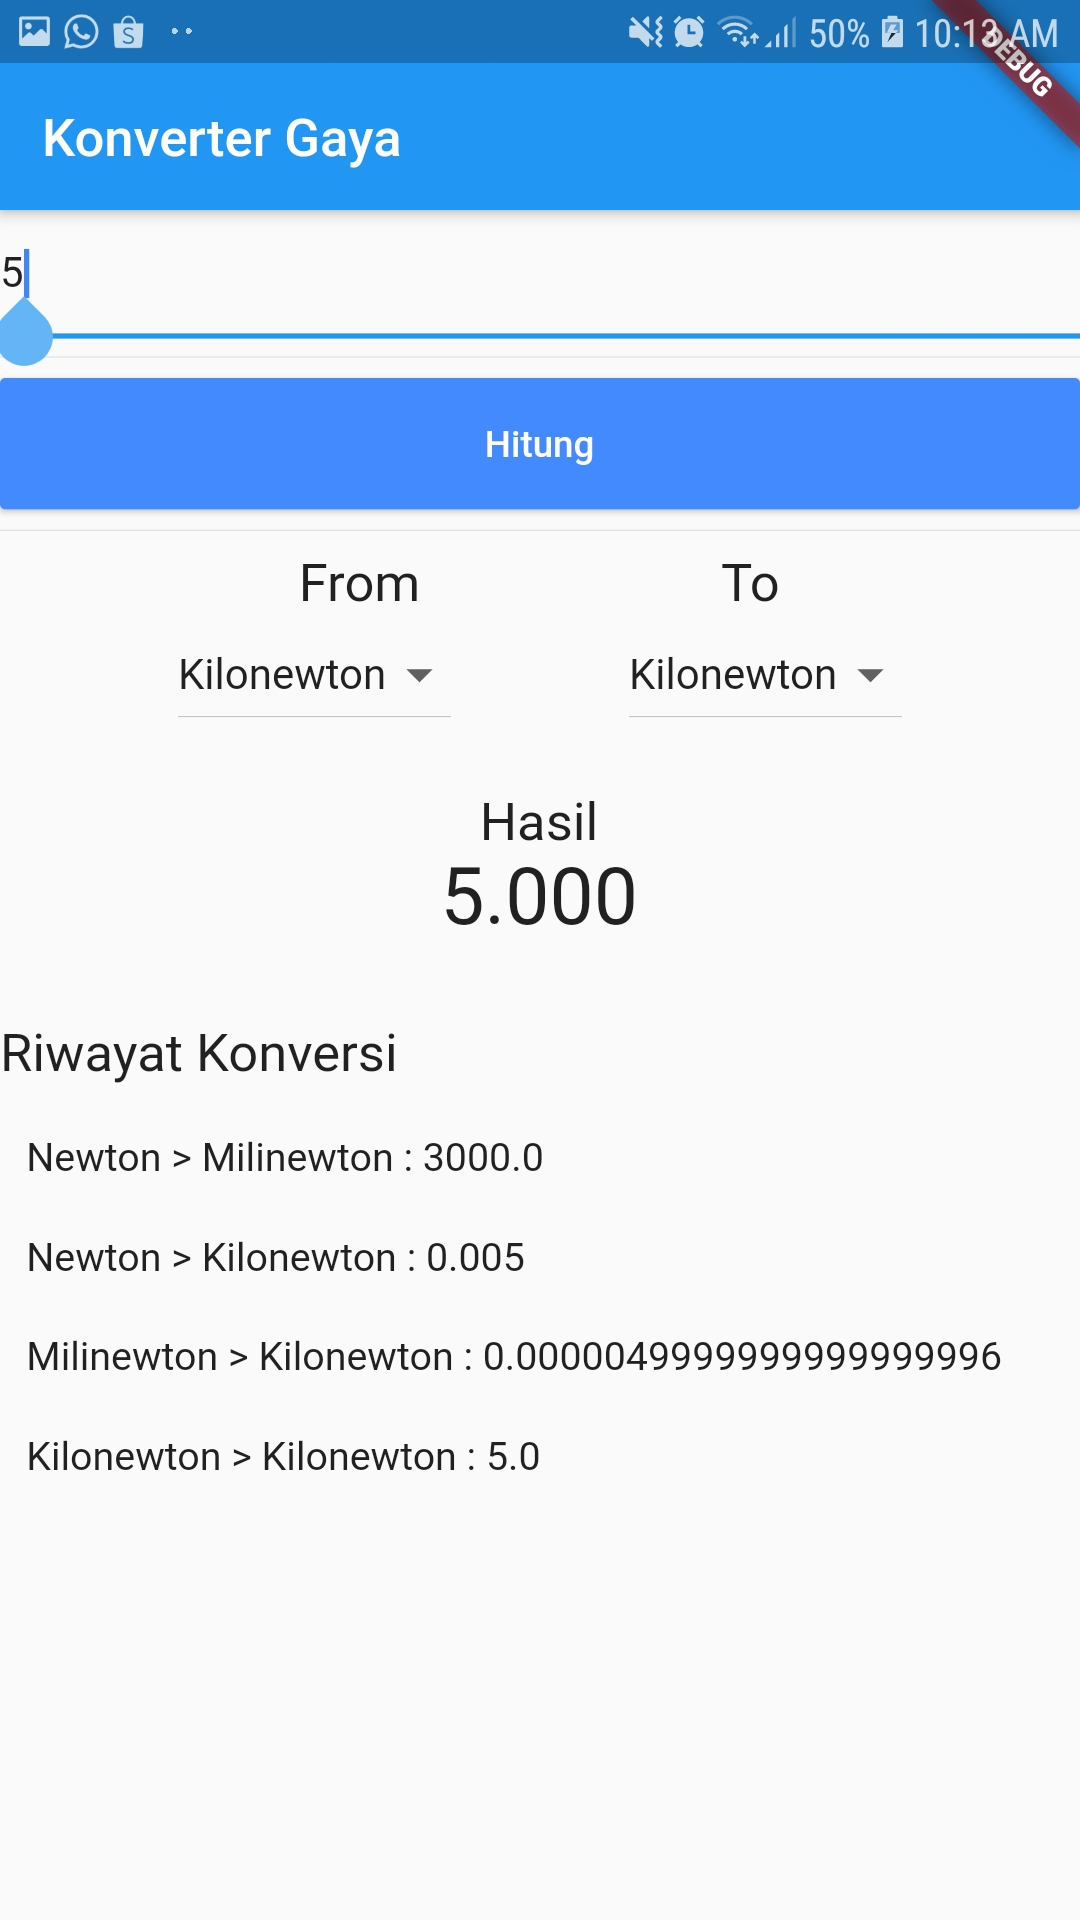 50% 10:13 AM
DEBUG
Konverter Gaya
5
Hitung
From To
Kilonewton Kilonewton
Hasil
5.000
Riwayat Konversi
Newton > Milinewton : 3000.0
Newton > Kilonewton : 0.005
Milinewton > Kilonewton : 0.0000049999999999999996
Kilonewton > Kilonewton : 5.0